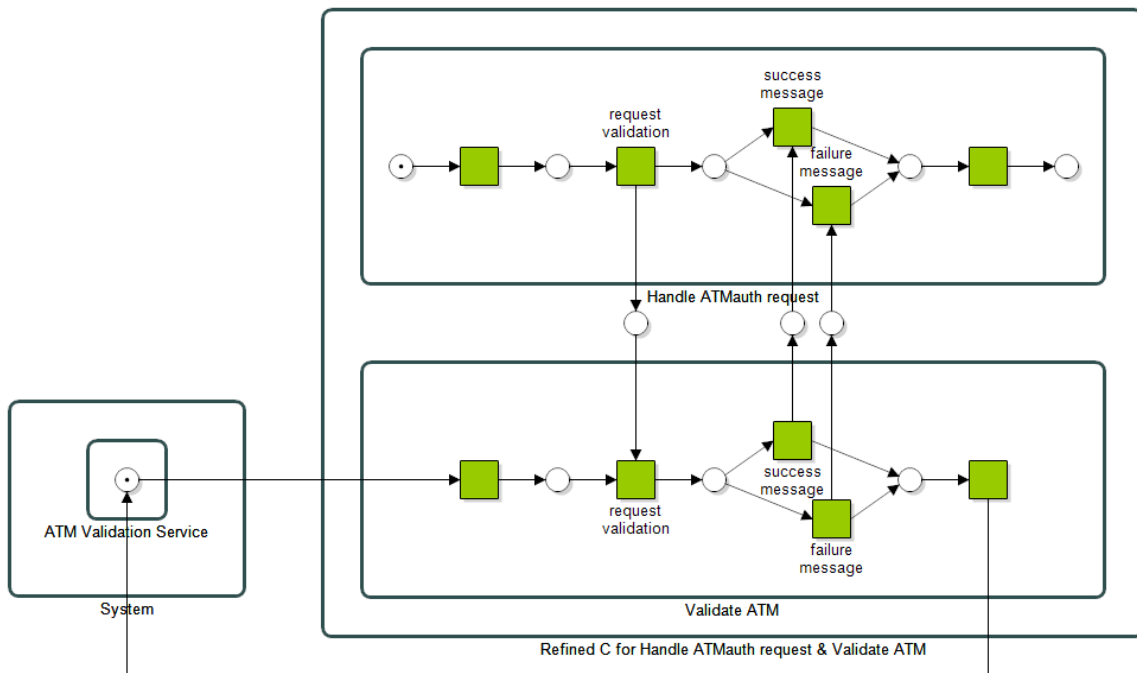 success
message
request
validation
failure
message
Handle ATMauth request
success
message
request
validation
ATM Validation Service
failure
message
System
Validate ATM
Refined C for Handle ATMauth request & Validate ATM